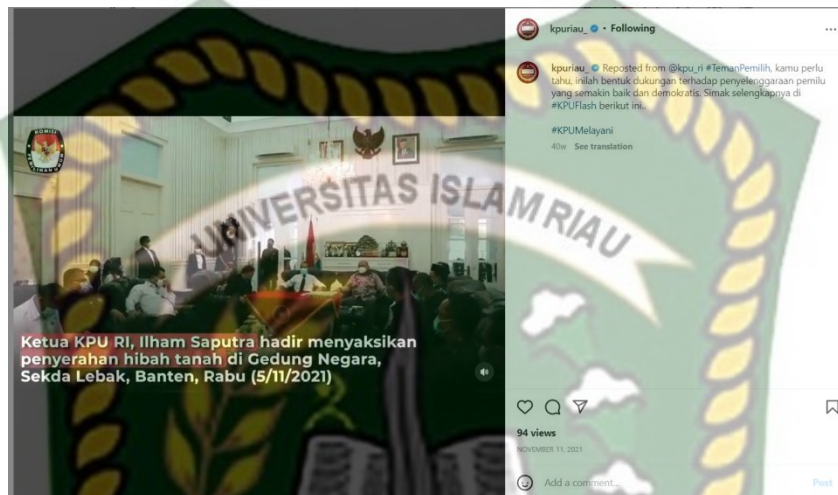 kpuriau_ • Following
kpuriau_ Reposted from @kpu_ri #TemanPemilih, kamu perlu
tahu, inilah bentuk dukungan terhadap penyelenggaraan pemilu
yang semakin baik dan demokratis. Simak selengkapnya di
#KPUFlash berikut ini..
#KPUMelayani
40w See translation
KOMISI
PEMILIHAN UMUM
UNIVERSITAS ISLAM RIAU
Ketua KPU RI, Ilham Saputra hadir menyaksikan
penyerahan hibah tanah di Gedung Negara,
Sekda Lebak, Banten, Rabu (5/11/2021)
94 views
NOVEMBER 11, 2021
Add a comment...
Post